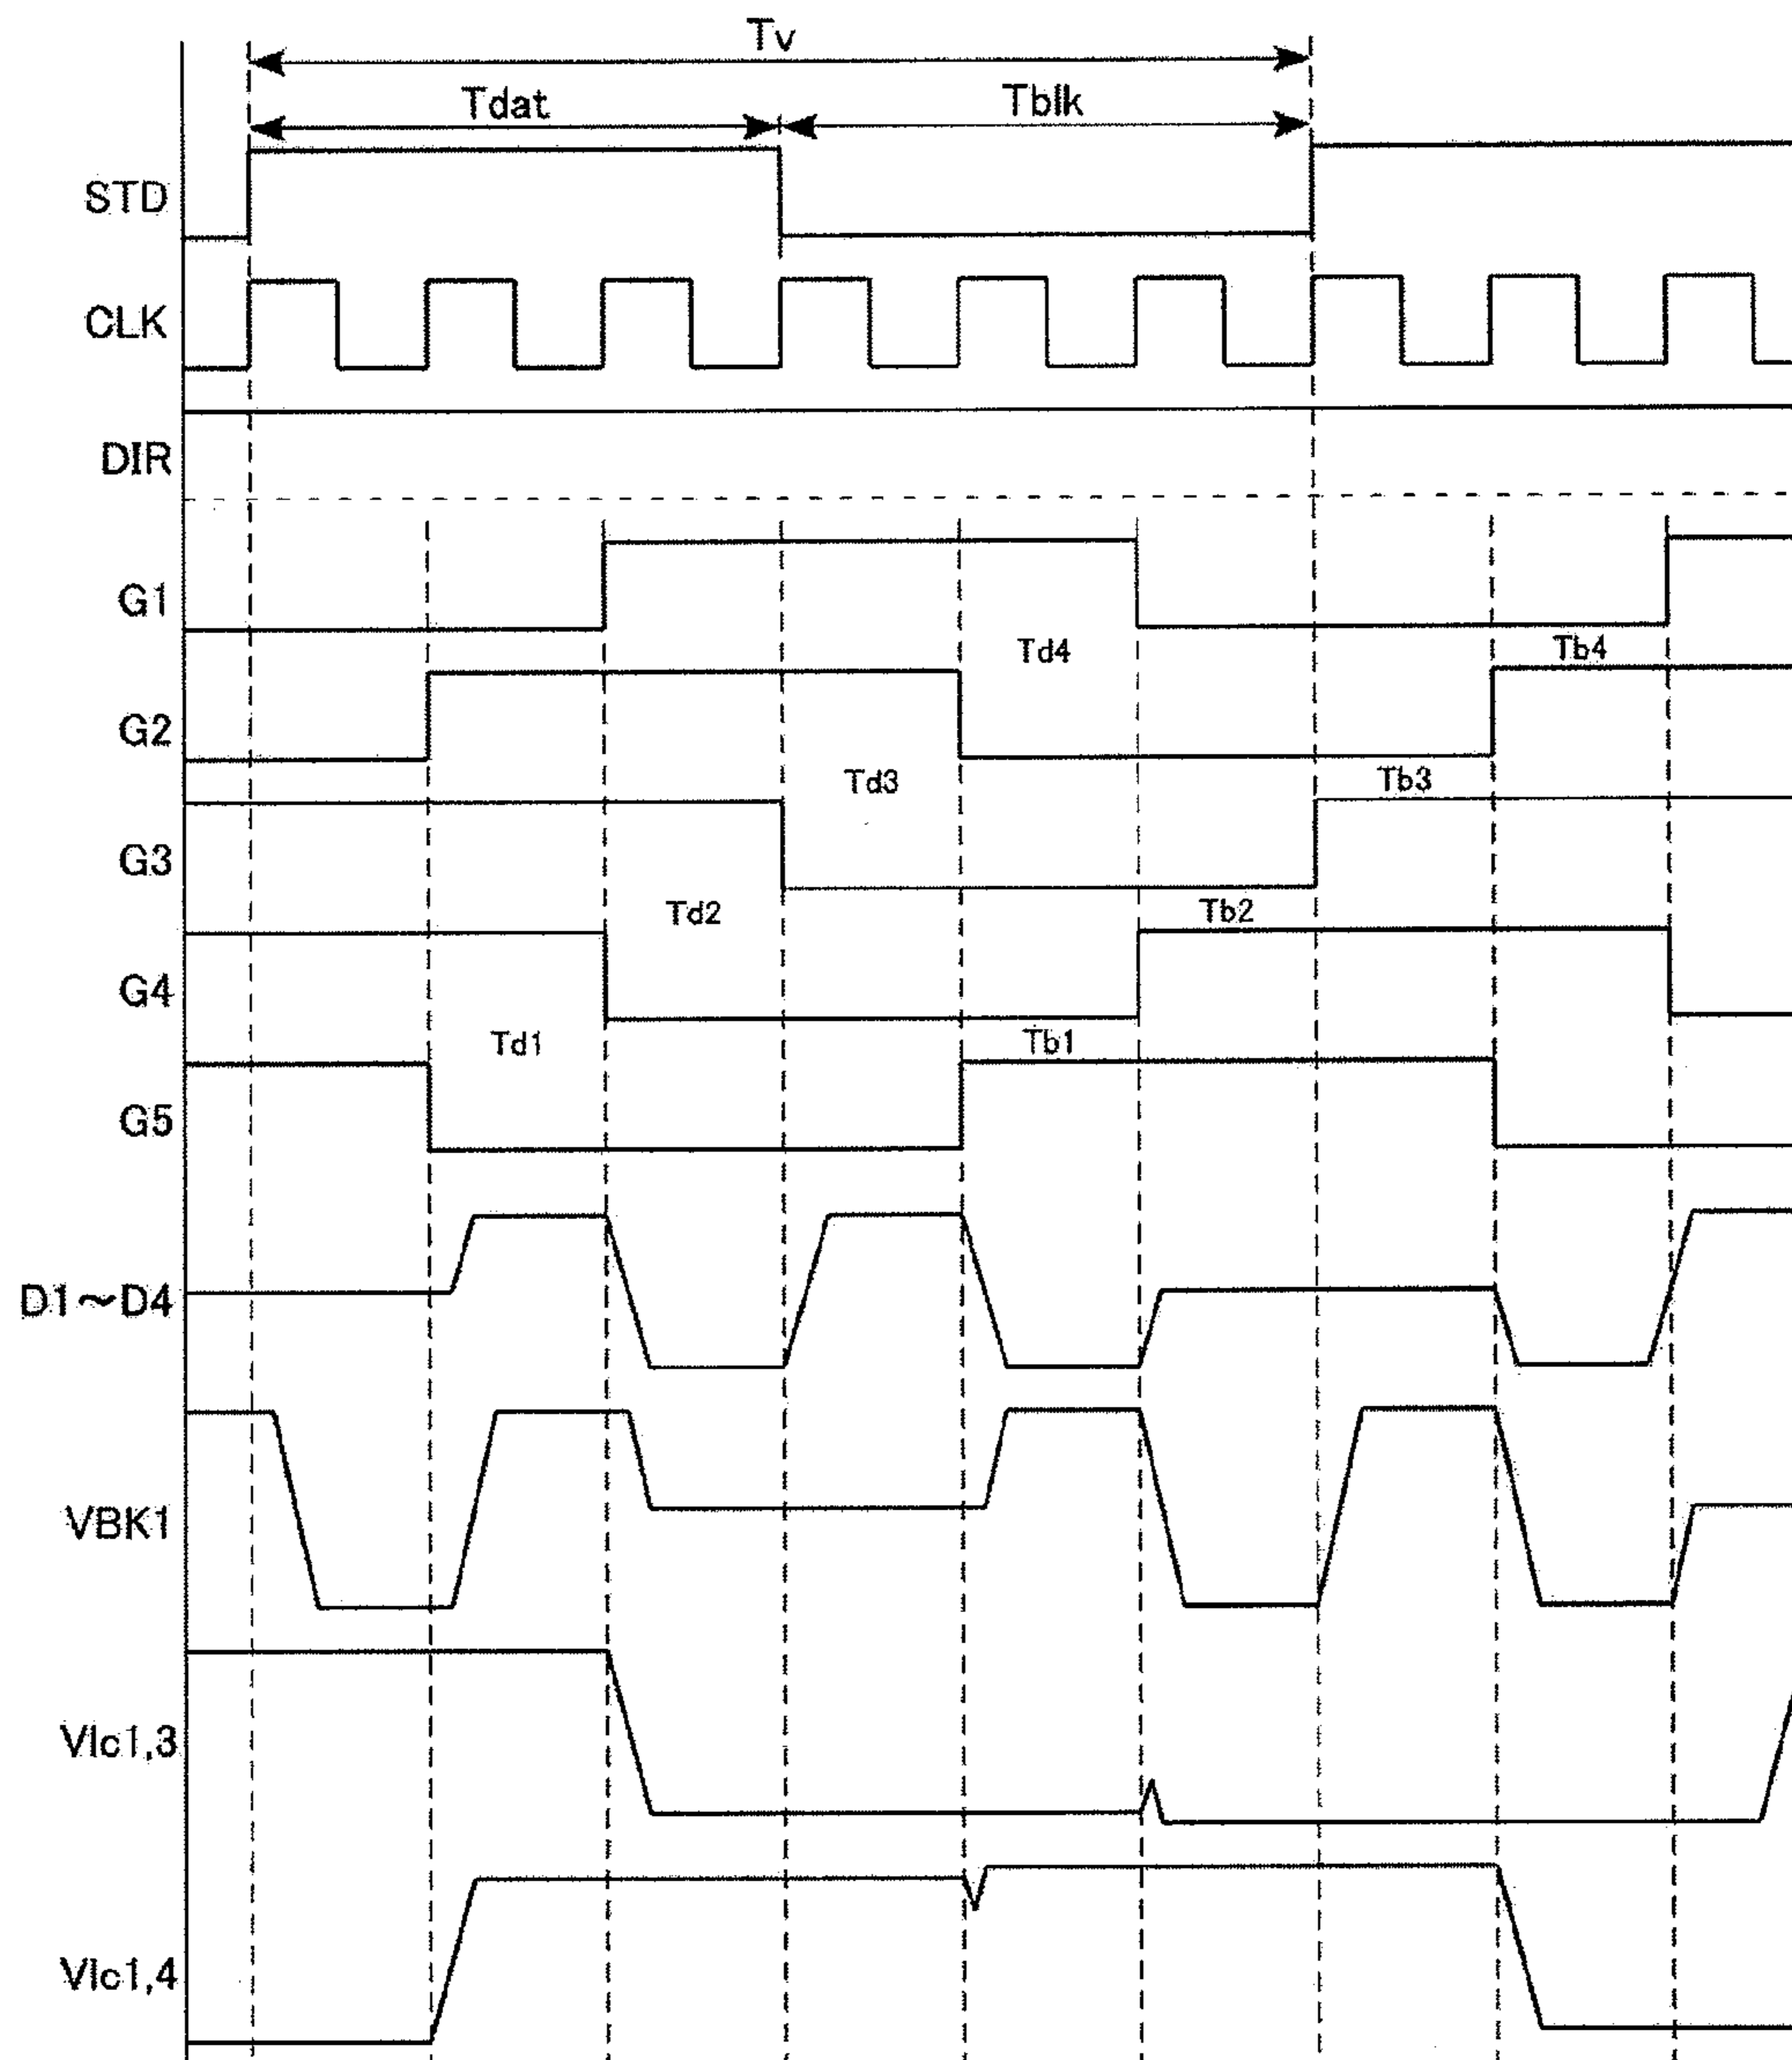 Tv
Tdat
Tblk
STD
CLK
DIR
G1
Td4
Tb4
G2
Td3
Tb3
G3
Td2
Tb2
G4
Td1
Tb1
G5
D1～D4
VBK1
Vlc1,3
Vlc1,4